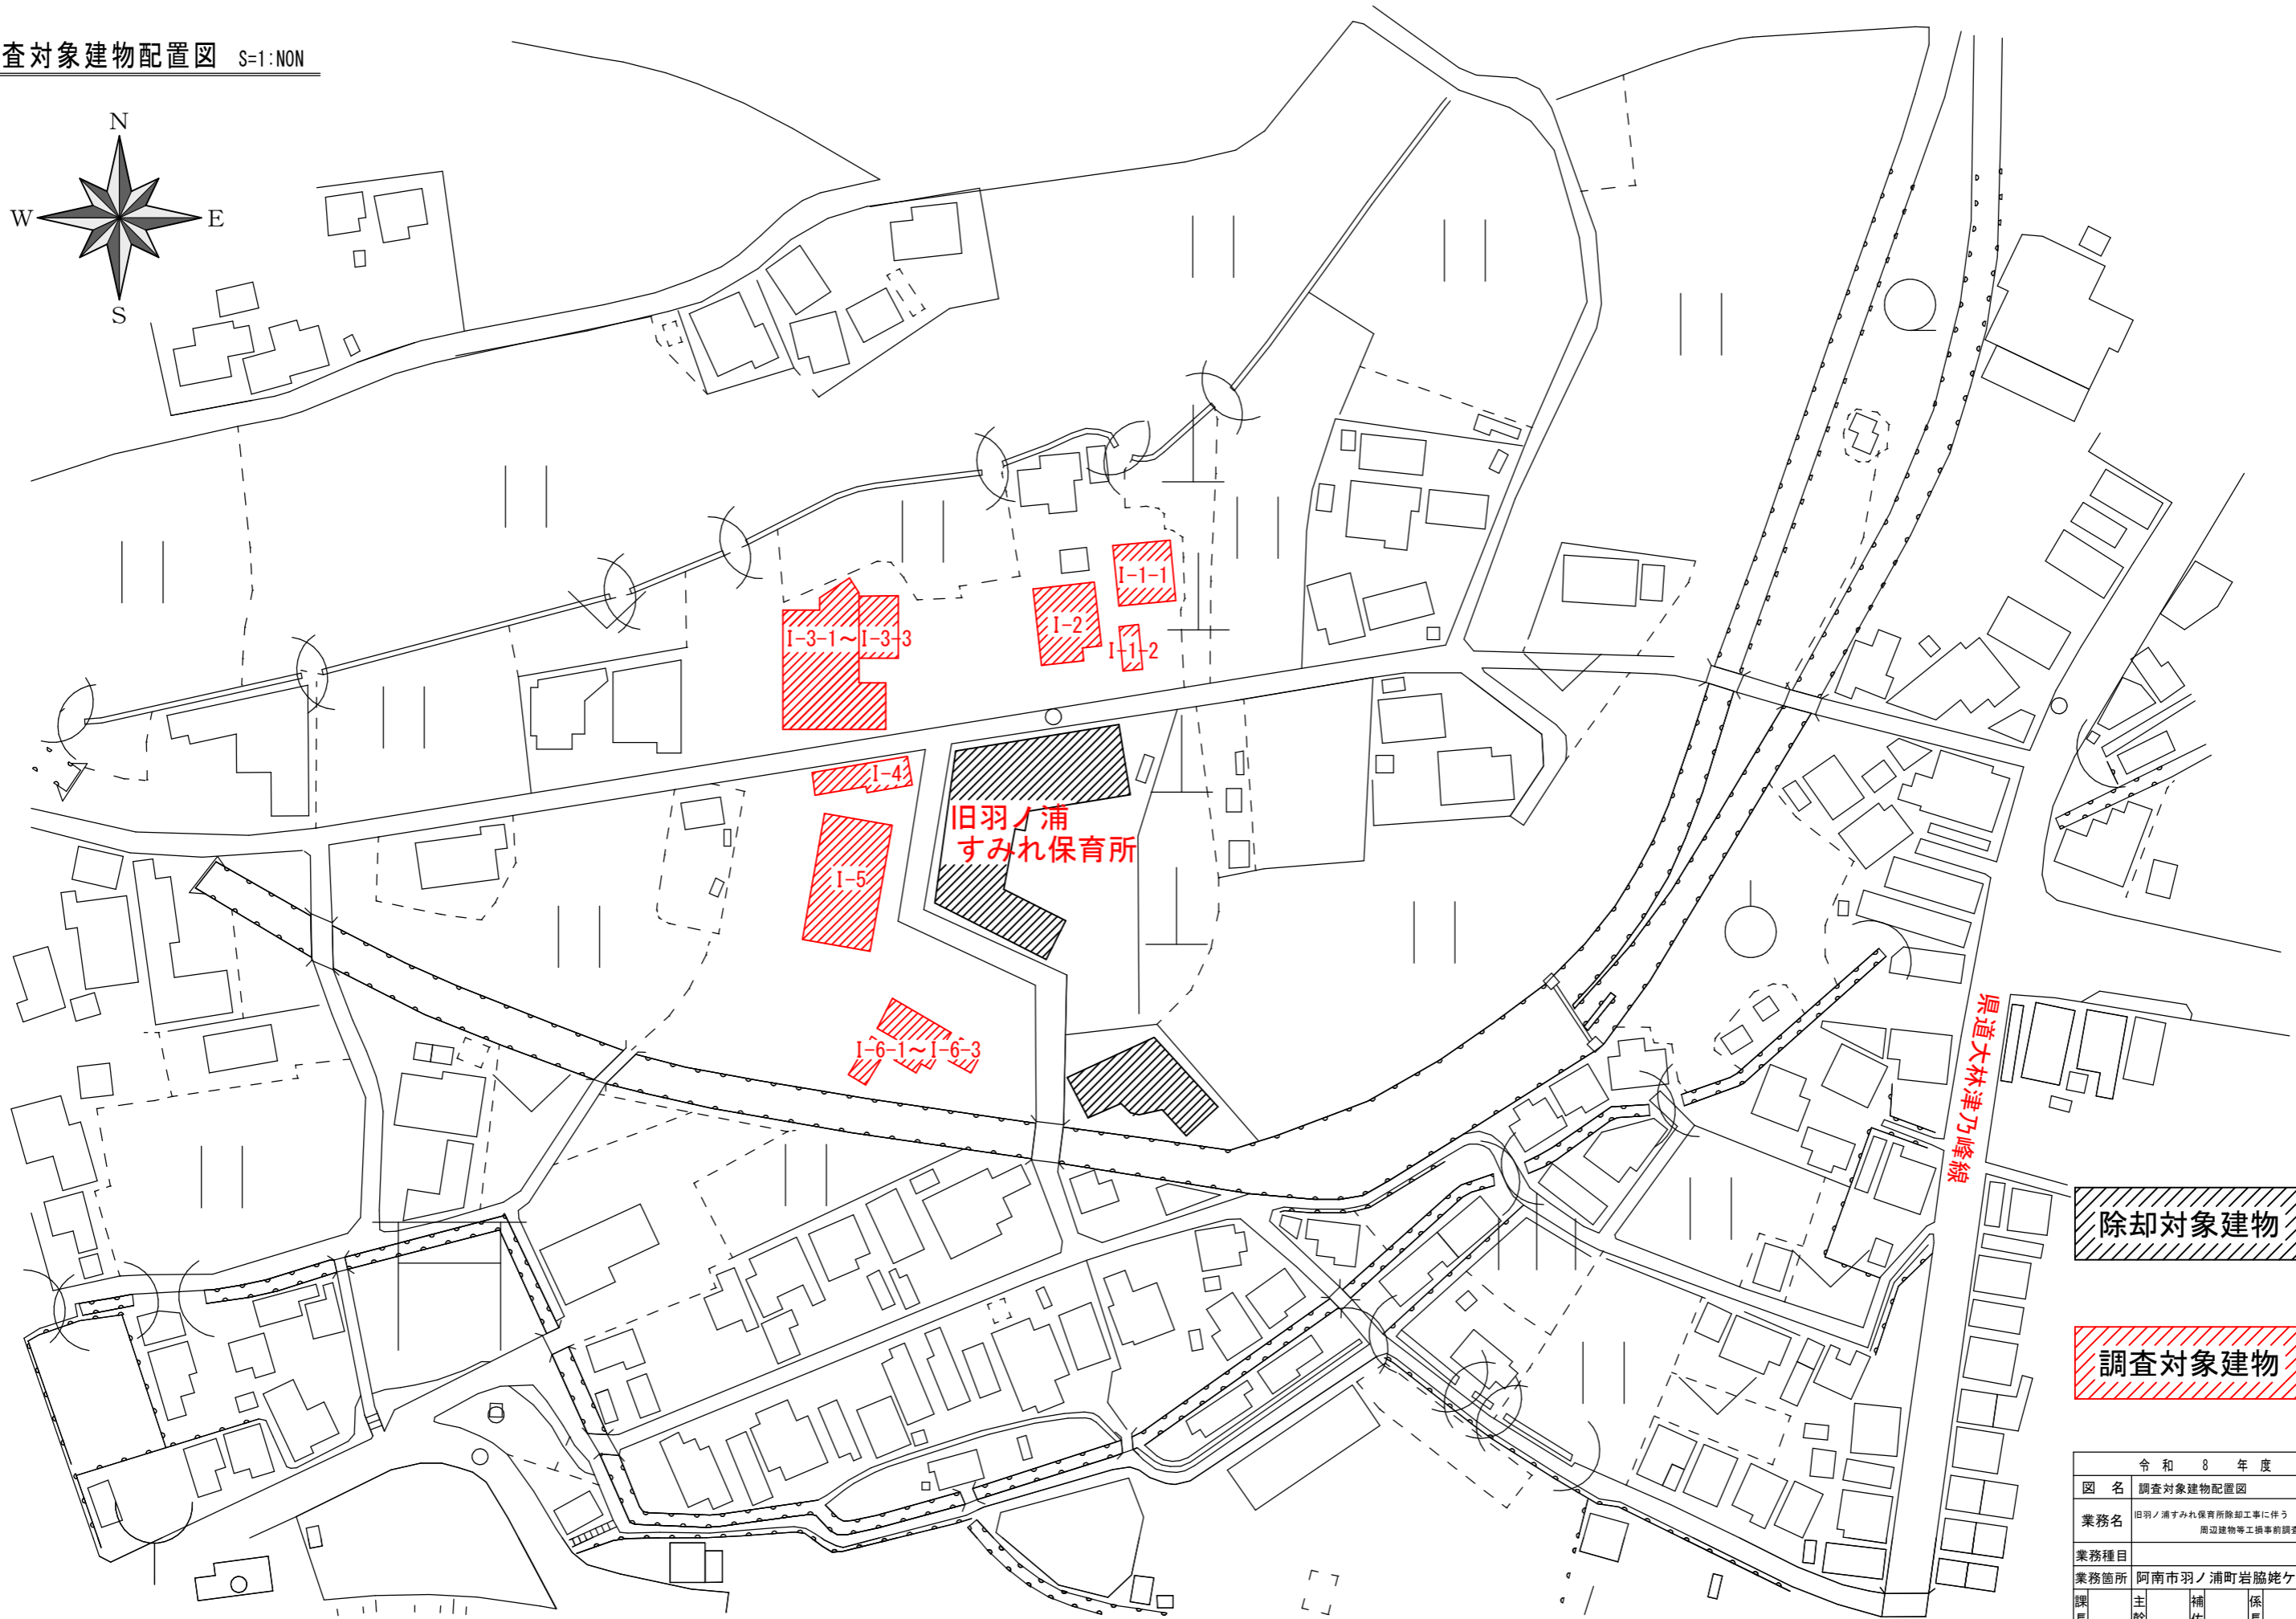 査対象建物配置図 S=1:NON
N
W E
S
I-1-1
I-2
I-1-2
I-3-1～I-3-3
I-4
旧羽ノ浦
すみれ保育所
I-5
I-6-1～I-6-3
県道大林津乃峰線
除却対象建物
調査対象建物
令 和 8 年 度
図 名 調査対象建物配置図
業務名 旧羽ノ浦すみれ保育所除却工事に伴う
周辺建物等工損事前調査
業務種目
業務箇所 阿南市羽ノ浦町岩脇姥ケ
課 主 補 係